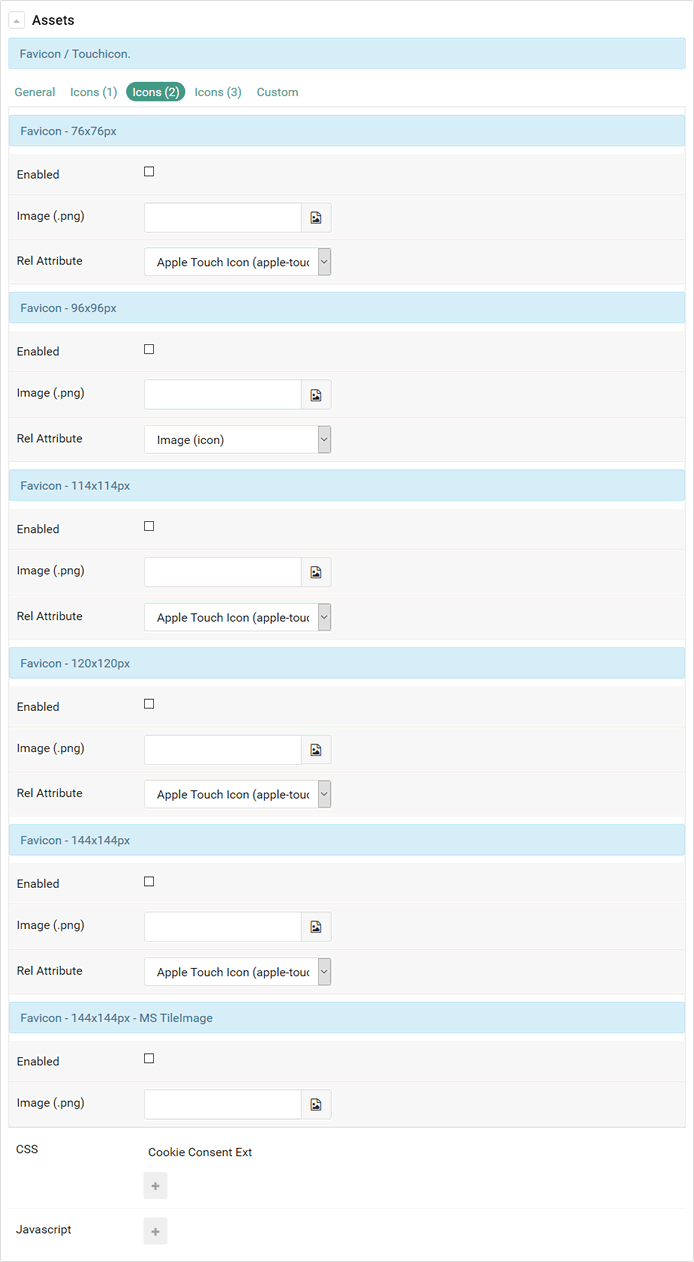 Assets
Favicon / Touchicon.
General Icons (1) Icons (2) Icons (3) Custom
Favicon - 76x76px
Enabled
Image (.png)
Rel Attribute Apple Touch Icon (apple-touc
Favicon - 96x96px
Enabled
Image (.png)
Rel Attribute Image (icon)
Favicon - 114x114px
Enabled
Image (.png)
Rel Attribute Apple Touch Icon (apple-touc
Favicon - 120x120px
Enabled
Image (.png)
Rel Attribute Apple Touch Icon (apple-touc
Favicon - 144x144px
Enabled
Image (.png)
Rel Attribute Apple Touch Icon (apple-touc
Favicon - 144x144px - MS TileImage
Enabled
Image (.png)
CSS Cookie Consent Ext
+
Javascript +